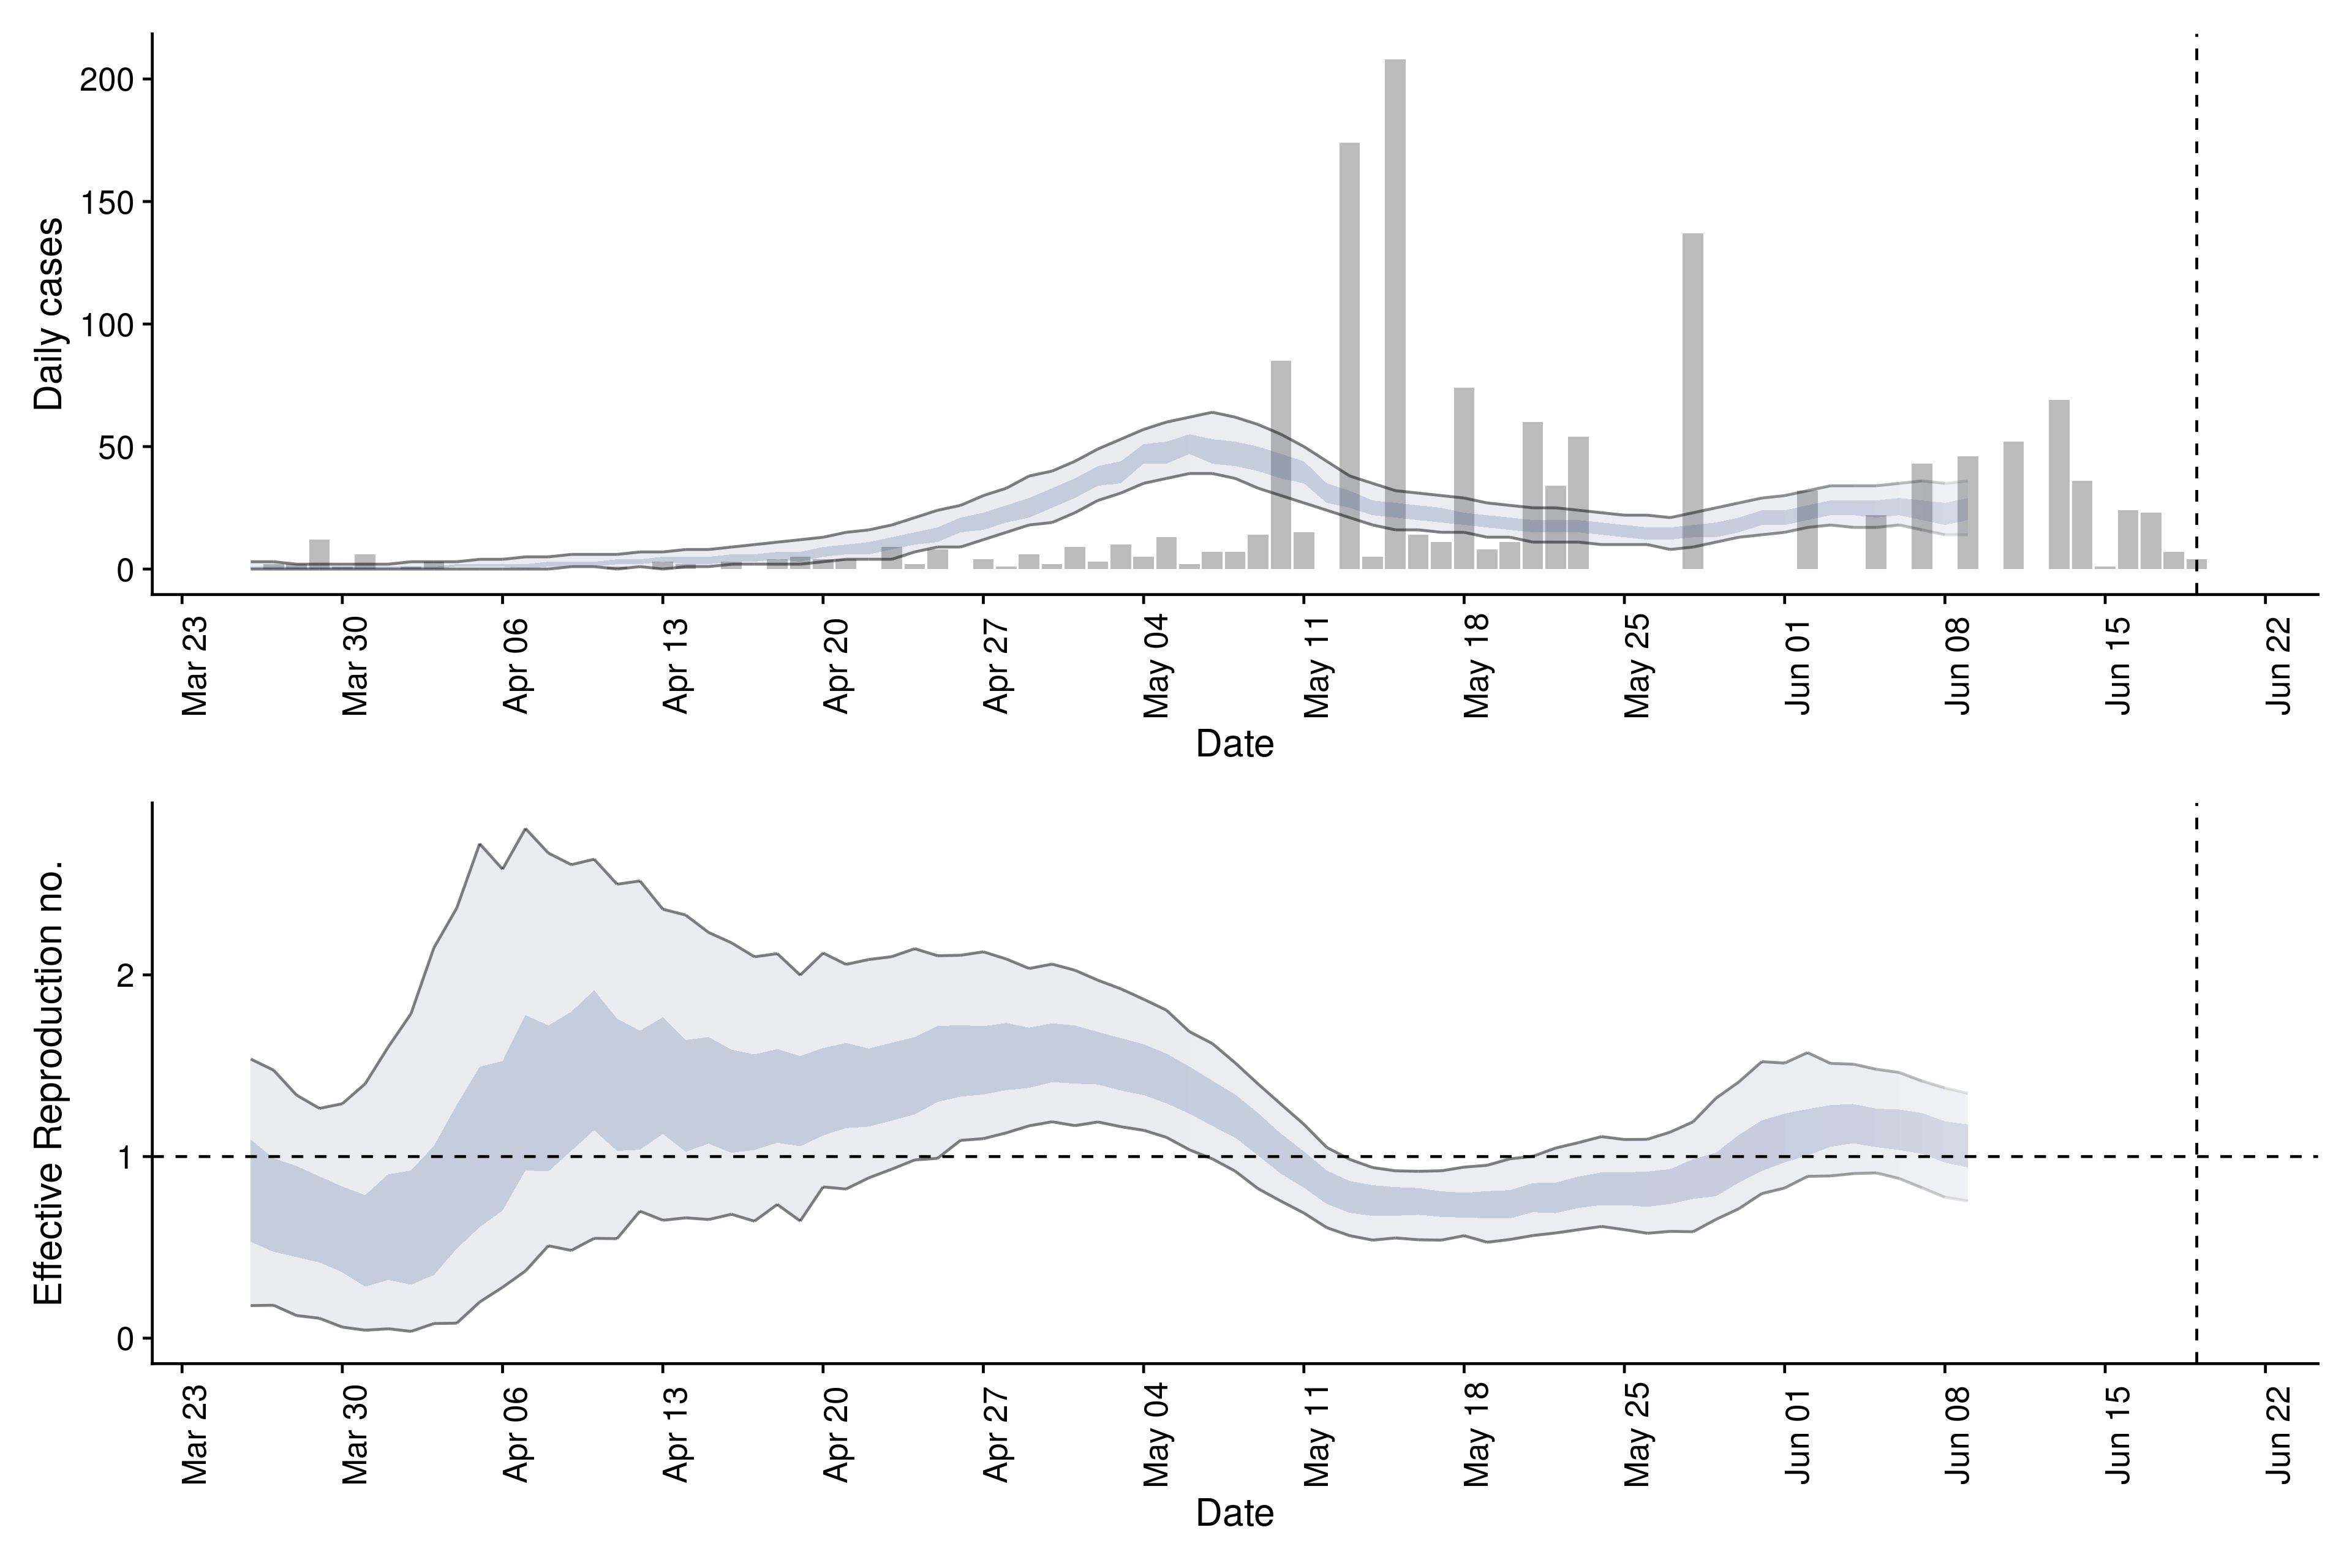 Daily cases
200
150
100
50
0
Mar 23
Mar 30
Apr 06
Apr 13
Apr 20
Apr 27
May 04
May 11
May 18
May 25
Jun 01
Jun 08
Jun 15
Jun 22
Date
Effective Reproduction no.
2
1
0
Mar 23
Mar 30
Apr 06
Apr 13
Apr 20
Apr 27
May 04
May 11
May 18
May 25
Jun 01
Jun 08
Jun 15
Jun 22
Date